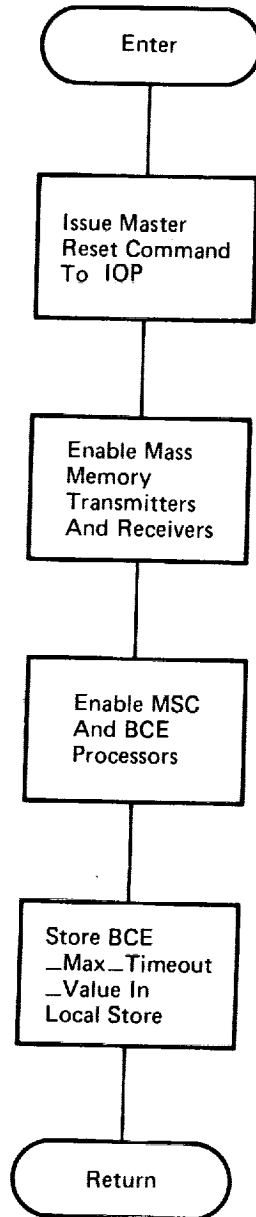 Enter
Issue Master
Reset Command
To IOP
Enable Mass
Memory
Transmitters
And Receivers
Enable MSC
And BCE
Processors
Store BCE
_Max_Timeout
_Value In
Local Store
Return